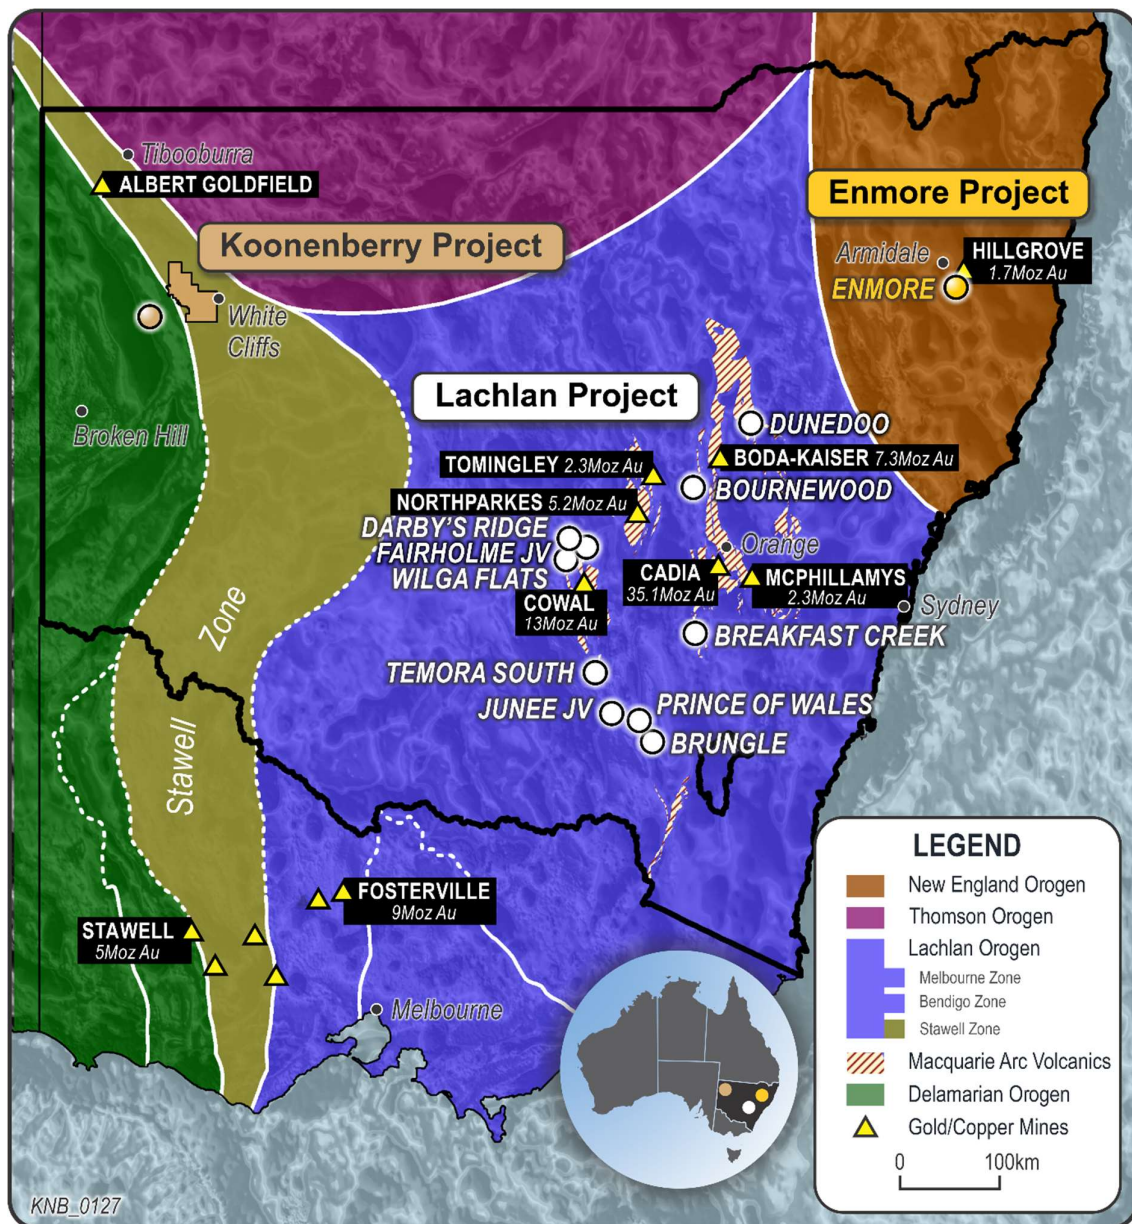 Tibooburra
ALBERT GOLDFIELD
Koonenberry Project
Enmore Project
Armidale
HILLGROVE
1.7Moz Au
ENMORE
White
Cliffs
Broken Hill
Lachlan Project
DUNEDOO
TOMINGLEY 2.3Moz Au
BODA-KAISER 7.3Moz Au
NORTHPARKES 5.2moz Au
BOURNEWOOD
DARBY'S RIDGE
FAIRHOLME JV
WILGA FLATS
Orange
COWAL
13Moz Au
CADIA
35.1Moz Au
MCPHILLAMYS
2.3Moz Au
Sydney
BREAKFAST CREEK
TEMORA SOUTH
JUNEE JV
PRINCE OF WALES
BRUNGLE
Zone
Stawell
FOSTERVILLE
9Moz Au
STAWELL
5Moz Au
Melbourne
LEGEND
New England Orogen
Thomson Orogen
Lachlan Orogen
Melbourne Zone
Bendigo Zone
Stawell Zone
Macquarie Arc Volcanics
Delamarian Orogen
Gold/Copper Mines
0 100km
KNB_0127